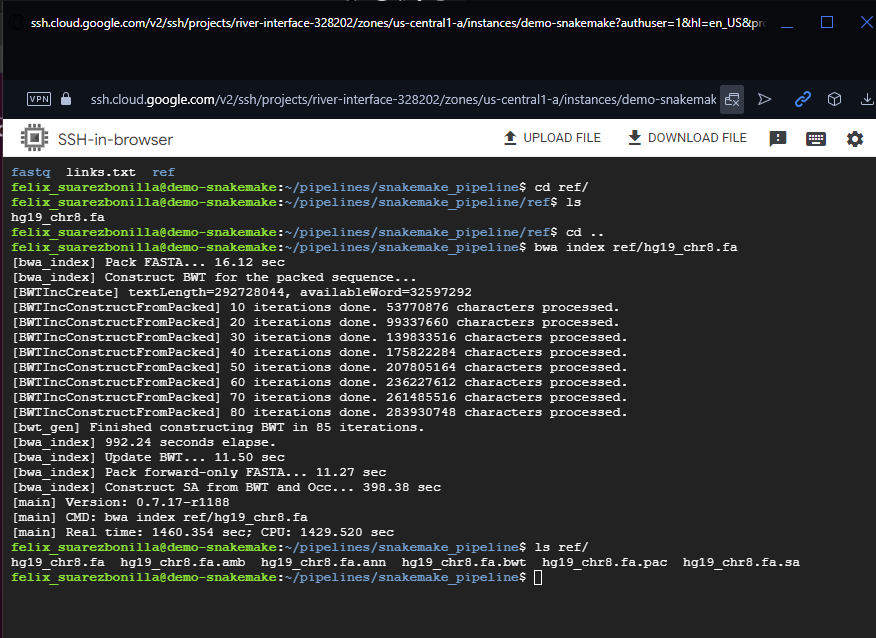 ssh.cloud.google.com/v2/ssh/projects/river-interface-328202/zones/us-central1-a/instances/demo-snakemake?authuser=1&hl=en_US&pro
VPN ssh.cloud.google.com/v2/ssh/projects/river-interface-328202/zones/us-central1-a/instances/demo-snakemak
SSH-in-browser UPLOAD FILE DOWNLOAD FILE
fastq links.txt ref
felix_suarezbonilla@demo-snakemake:~/pipelines/snakemake_pipeline$ cd ref/
felix_suarezbonilla@demo-snakemake:~/pipelines/snakemake_pipeline/ref$ ls
hg19_chr8.fa
felix_suarezbonilla@demo-snakemake:~/pipelines/snakemake_pipeline/ref$ cd ..
felix_suarezbonilla@demo-snakemake:~/pipelines/snakemake_pipeline$ bwa index ref/hg19_chr8.fa
[bwa_index] Pack FASTA... 16.12 sec
[bwa_index] Construct BWT for the packed sequence...
[BWTIncCreate] textLength=292728044, availableWord=32597292
[BWTIncConstructFromPacked] 10 iterations done. 53770876 characters processed.
[BWTIncConstructFromPacked] 20 iterations done. 99337660 characters processed.
[BWTIncConstructFromPacked] 30 iterations done. 139833516 characters processed.
[BWTIncConstructFromPacked] 40 iterations done. 175822284 characters processed.
[BWTIncConstructFromPacked] 50 iterations done. 207805164 characters processed.
[BWTIncConstructFromPacked] 60 iterations done. 236227612 characters processed.
[BWTIncConstructFromPacked] 70 iterations done. 261485516 characters processed.
[BWTIncConstructFromPacked] 80 iterations done. 283930748 characters processed.
[bwt_gen] Finished constructing BWT in 85 iterations.
[bwa_index] 992.24 seconds elapse.
[bwa_index] Update BWT... 11.50 sec
[bwa_index] Pack forward-only FASTA... 11.27 sec
[bwa_index] Construct SA from BWT and Occ... 398.38 sec
[main] Version: 0.7.17-r1188
[main] CMD: bwa index ref/hg19_chr8.fa
[main] Real time: 1460.354 sec; CPU: 1429.520 sec
felix_suarezbonilla@demo-snakemake:~/pipelines/snakemake_pipeline$ ls ref/
hg19_chr8.fa hg19_chr8.fa.amb hg19_chr8.fa.ann hg19_chr8.fa.bwt hg19_chr8.fa.pac hg19_chr8.fa.sa
felix_suarezbonilla@demo-snakemake:~/pipelines/snakemake_pipeline$